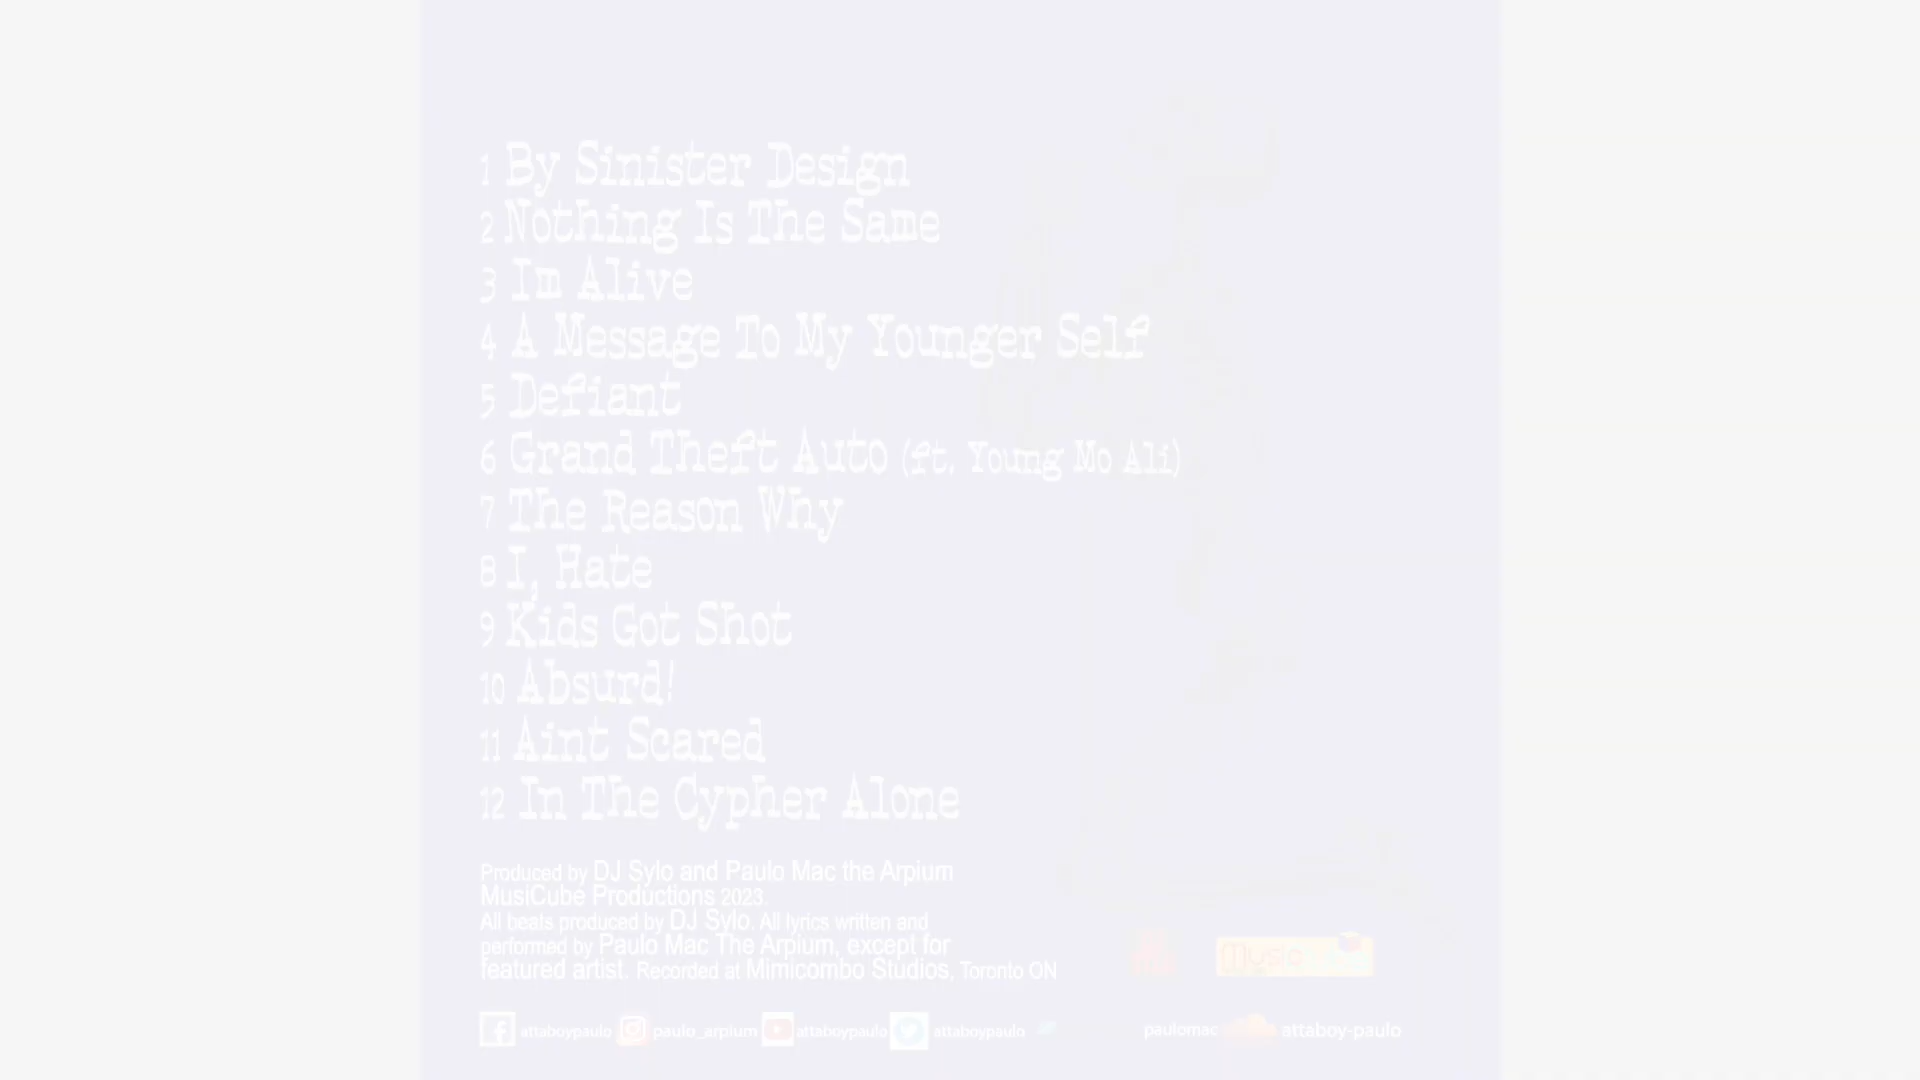 1 By Sinister Design
2 Nothing Is The Same
3 Im Alive
4 A Message To My Younger Self
5 Defiant
6 Grand Theft Auto (ft. Young Mo Ali)
7 The Reason Why
8 I, Hate
9 Kids Got Shot
10 Absurd!
11 Aint Scared
12 In The Cypher Alone
Produced by DJ Sylo and Paulo Mac the Arpium
MusiCube Productions 2023.
All beats produced by DJ Sylo. All lyrics written and
performed by Paulo Mac The Arpium, except for
featured artist. Recorded at Mimicombo Studios, Toronto ON
Music
attaboypaulo paulo_arpium attaboypaulo attaboypaulo paulomac attaboy-paulo